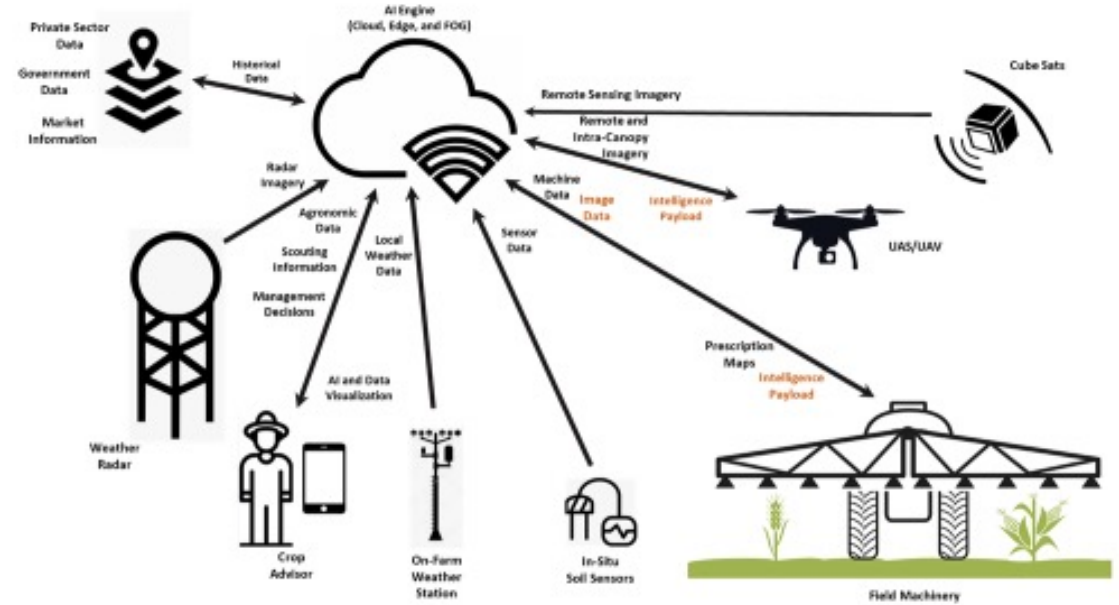 AI Engine
(Cloud, Edge, and FOG)
Private Sector
Data
Government
Data
Market
Information
Historical
Data
Cube Sats
Remote Sensing Imagery
Remote and
Intra-Canopy
Imagery
Radar
Imagery
Machine
Data
Image
Data
Intelligence
Payload
Agronomic
Data
Local
Weather
Data
Sensor
Data
UAS/UAV
Scouting
Information
Management
Decisions
Prescription
Maps
Intelligence
Payload
AI and Data
Visualization
Weather
Radar
Crop
Advisor
On-Farm
Weather
Station
In-Situ
Soil Sensors
Field Machinery